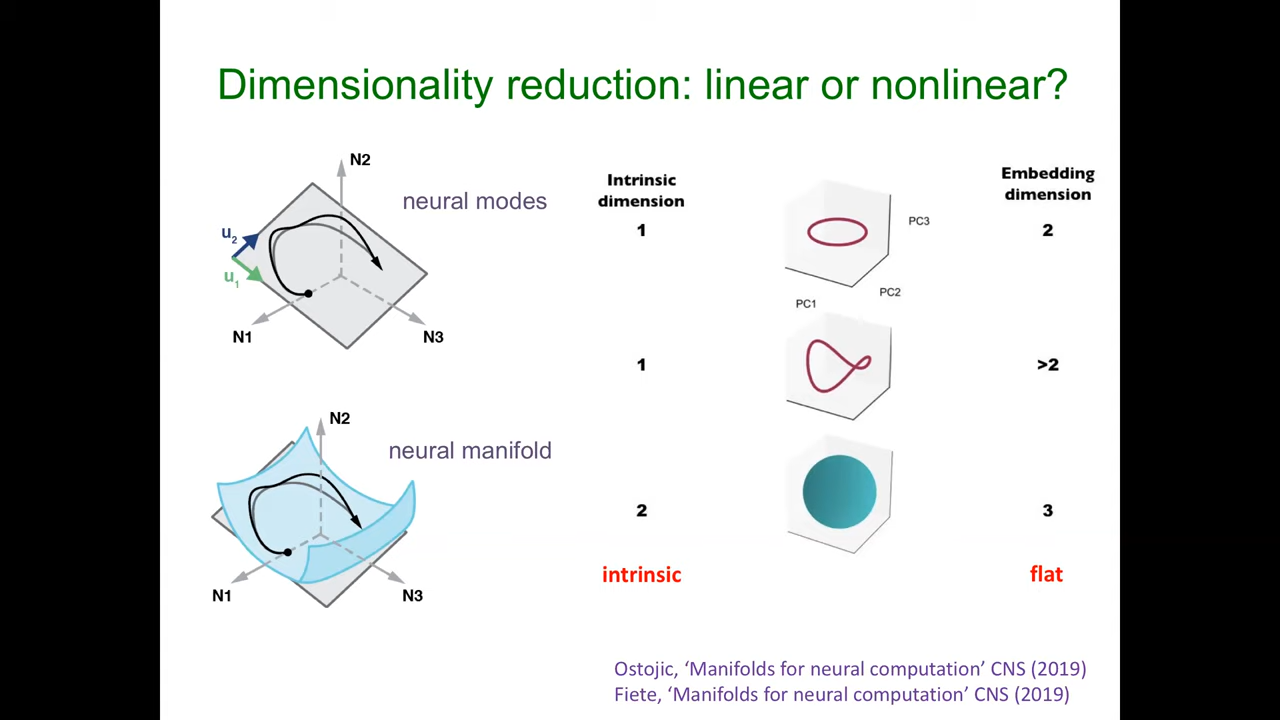 Dimensionality reduction: linear or nonlinear?
N2
neural modes
u2
u1
N1
N3
N2
neural manifold
N1
N3
Intrinsic
dimension
1
1
2
intrinsic
PC3
PC2
PC1
Embedding
dimension
2
>2
3
flat
Ostojic, ‘Manifolds for neural computation’ CNS (2019)
Fiete, ‘Manifolds for neural computation’ CNS (2019)